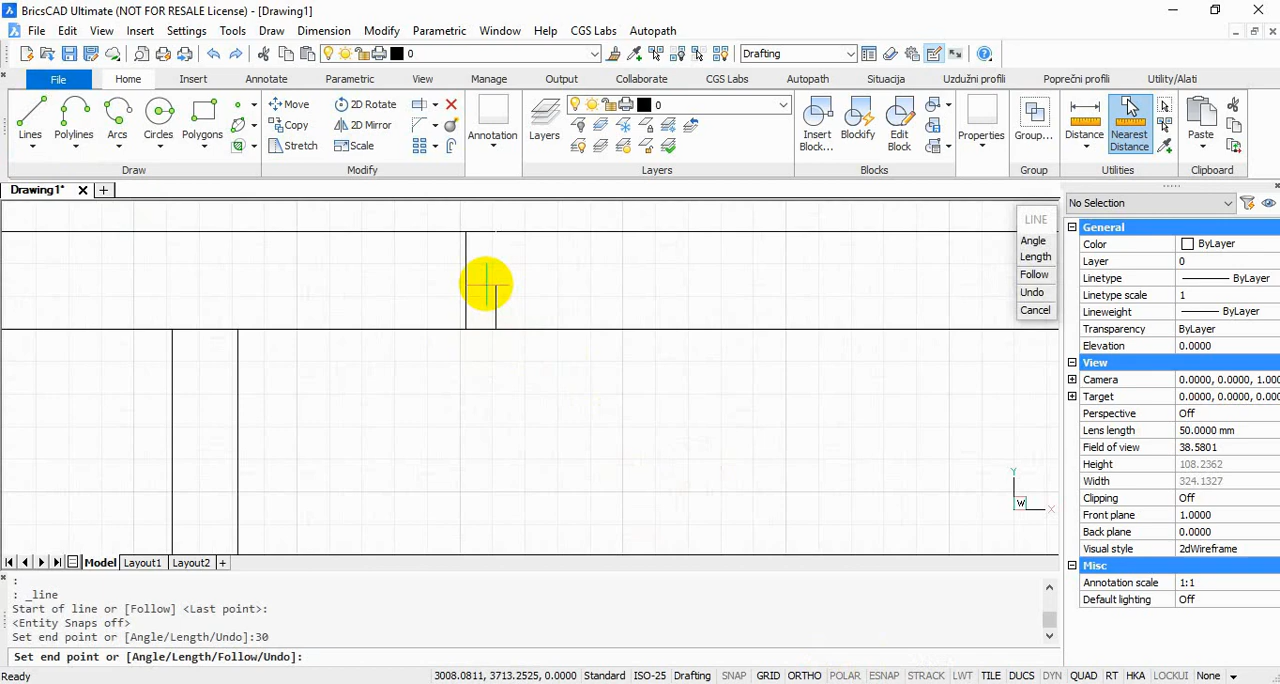 BricsCAD Ultimate (NOT FOR RESALE License) - [Drawing1]
File Edit View Insert Settings Tools Draw Dimension Modify Parametric Window Help CGS Labs Autopath
0 Drafting
File Home Insert Annotate Parametric View Manage Output Collaborate CGS Labs Autopath Situacija Uzdužni profili Poprečni profili Utility/Alati
Lines Polylines Arcs Circles Polygons
Move 2D Rotate
Copy 2D Mirror
Stretch Scale
Annotation
Layers
0
Insert Block...
Blockify
Edit Block
Properties
Group...
Distance
Nearest Distance
Paste
Draw Modify Layers Blocks Group Utilities Clipboard
Drawing1*
No Selection
LINE
Angle
Length
Follow
Undo
Cancel
General
Color ByLayer
Layer 0
Linetype ByLayer
Linetype scale 1
Lineweight ByLayer
Transparency ByLayer
Elevation 0.0000
View
Camera 0.0000, 0.0000, 1.000
Target 0.0000, 0.0000, 0.000
Perspective Off
Lens length 50.0000 mm
Field of view 38.5801
Height 108.2362
Width 324.1327
Clipping Off
Front plane 1.0000
Back plane 0.0000
Visual style 2dWireframe
Misc
Annotation scale 1:1
Default lighting Off
Y
W X
Model Layout1 Layout2 +
:
: _line
Start of line or [Follow] <Last point>:
<Entity Snaps off>
Set end point or [Angle/Length/Undo]:30
Set end point or [Angle/Length/Follow/Undo]:
Ready 3008.0811, 3713.2525, 0.0000 Standard ISO-25 Drafting SNAP GRID ORTHO POLAR ESNAP STRACK LWT TILE DUCS DYN QUAD RT HKA LOCKUI None